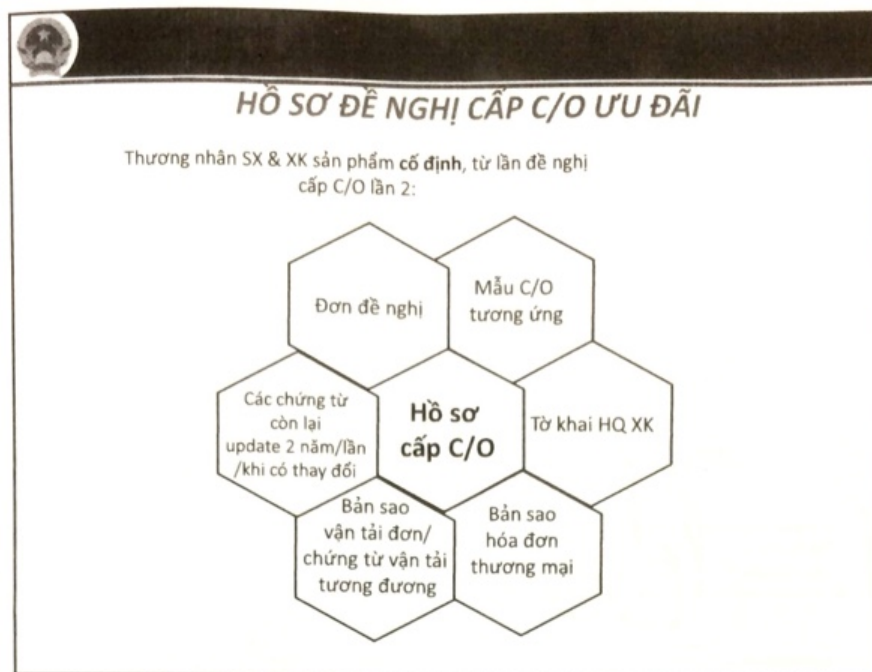 HỒ SƠ ĐỀ NGHỊ CẤP C/O ƯU ĐÃI
Thương nhân SX & XK sản phẩm cố định, từ lần đề nghị
cấp C/O lần 2:
Đơn đề nghị
Mẫu C/O
tương ứng
Các chứng từ
còn lại
update 2 năm/lần
/khi có thay đổi
Hồ sơ
cấp C/O
Tờ khai HQ XK
Bản sao
vận tải đơn/
chứng từ vận tải
tương đương
Bản sao
hóa đơn
thương mại